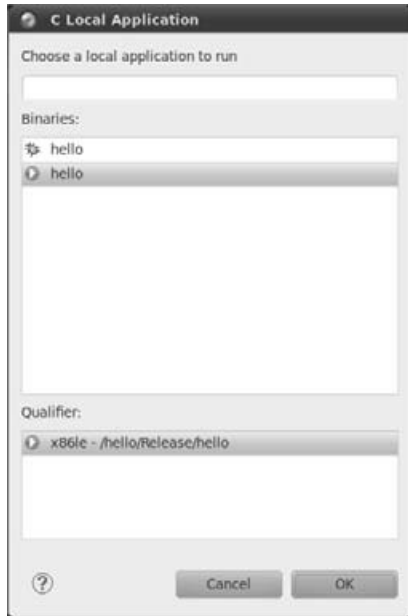 C Local Application
Choose a local application to run
Binaries:
hello
hello
Qualifier:
x86le - /hello/Release/hello
?
Cancel
OK